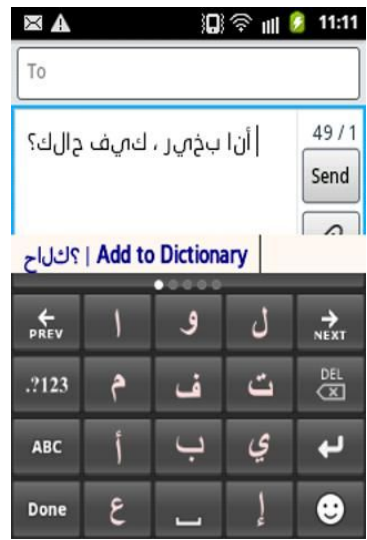 11:11
To
أنا بخير ، كيف حالك؟
49 / 1
Send
حالك؟ | Add to Dictionary
PREV ا و ل NEXT
.?123 م ف ت DEL
ABC أ ب ي
Done ع إ